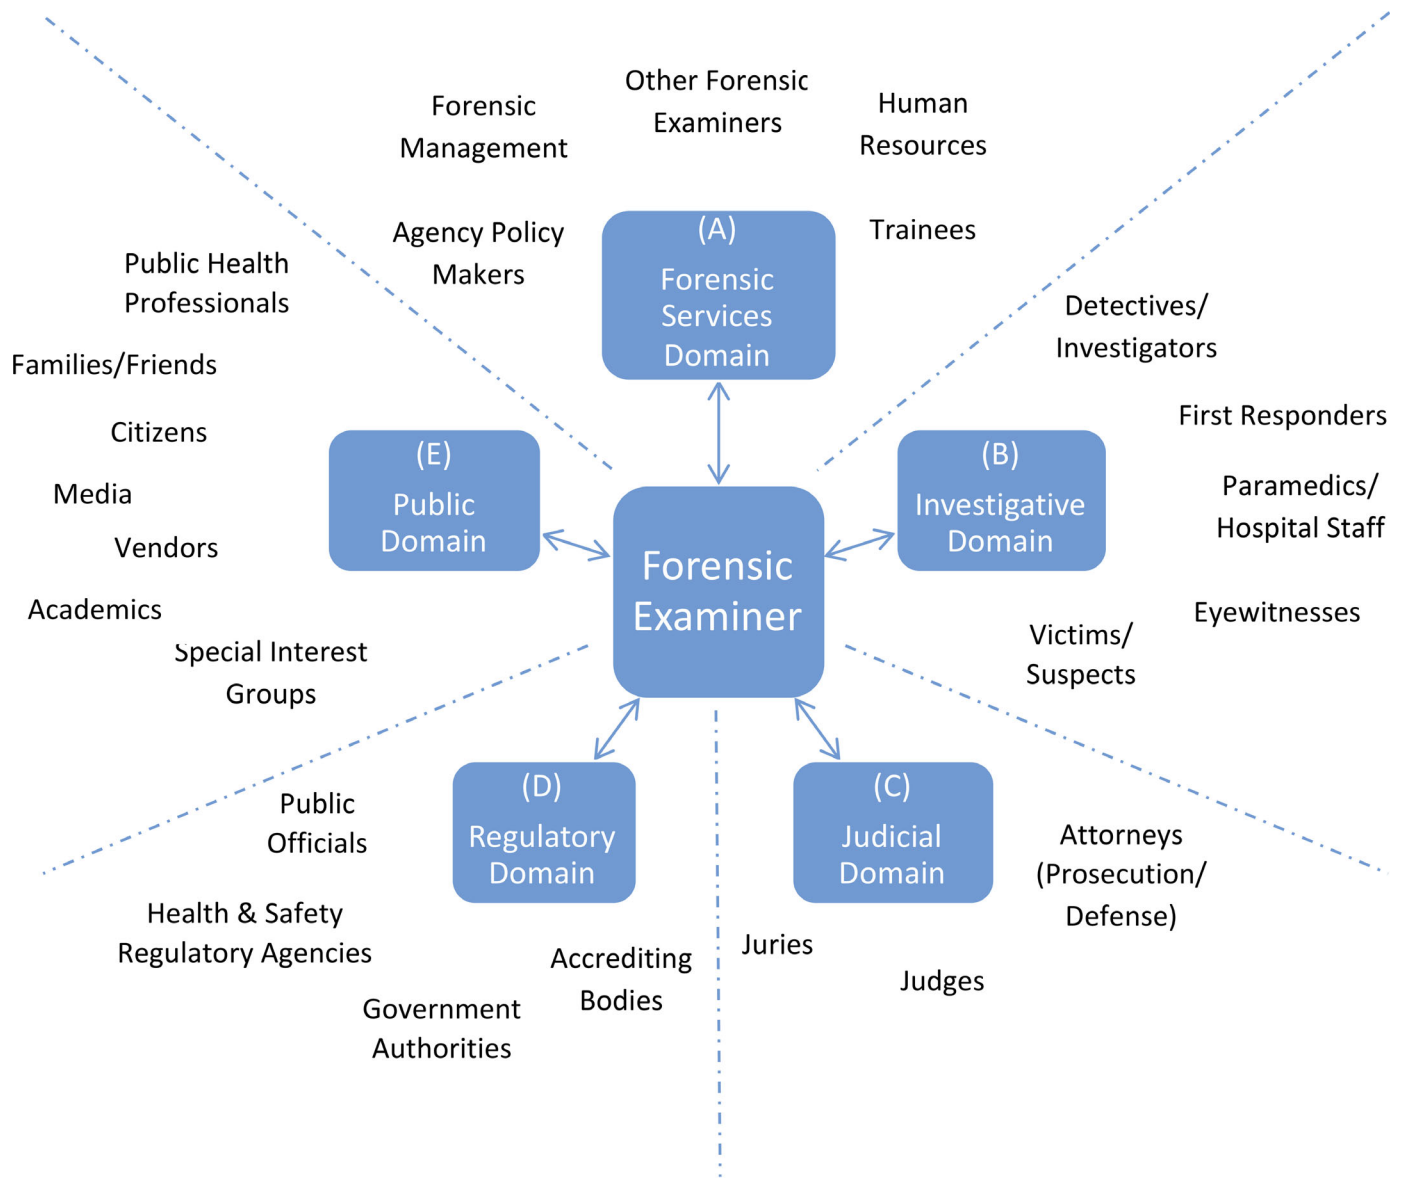 Forensic
Management
Other Forensic
Examiners
Human
Resources
Agency Policy
Makers
Trainees
(A)
Forensic
Services
Domain
Public Health
Professionals
Families/Friends
Citizens
Media
Vendors
Academics
Special Interest
Groups
(E)
Public
Domain
Forensic
Examiner
(B)
Investigative
Domain
Detectives/
Investigators
First Responders
Paramedics/
Hospital Staff
Eyewitnesses
Victims/
Suspects
Public
Officials
Health & Safety
Regulatory Agencies
Government
Authorities
Accrediting
Bodies
(D)
Regulatory
Domain
(C)
Judicial
Domain
Juries
Judges
Attorneys
(Prosecution/
Defense)